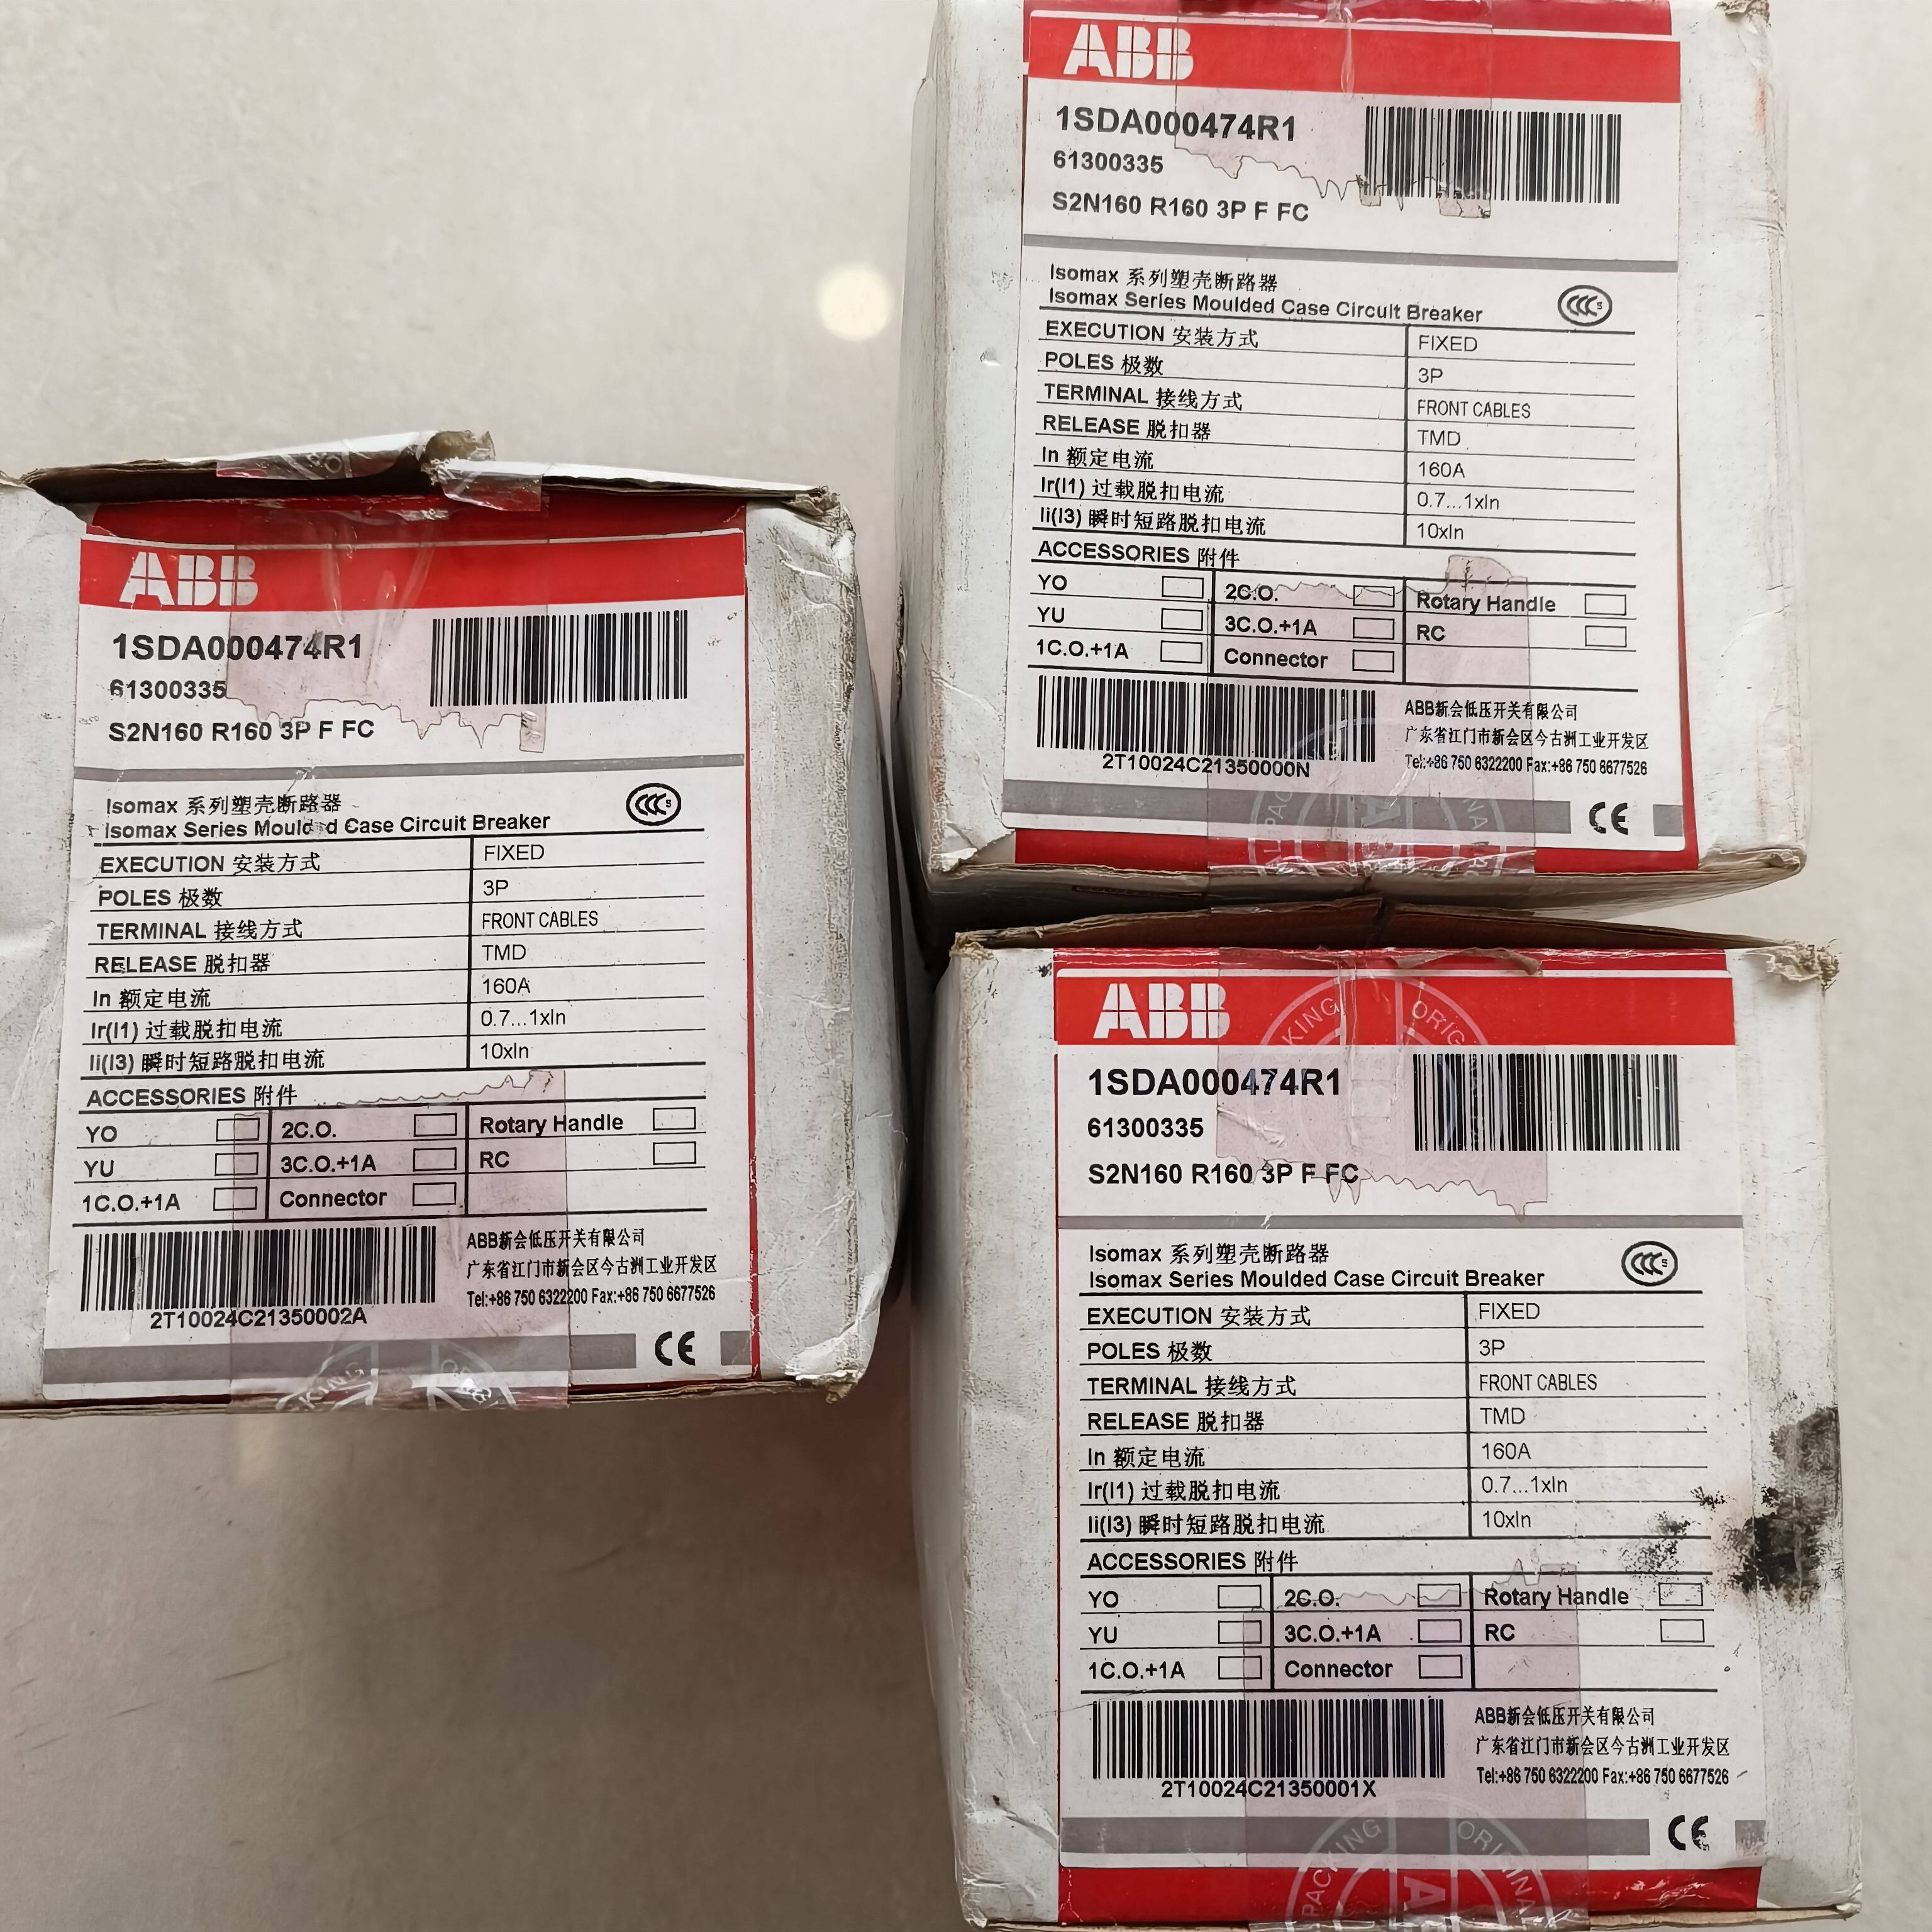 ABB
1SDA000474R1
61300335
S2N160 R160 3P F FC
Isomax 系列塑壳断路器
Isomax Series Moulded Case Circuit Breaker
EXECUTION 安装方式 FIXED
POLES 极数 3P
TERMINAL 接线方式 FRONT CABLES
RELEASE 脱扣器 TMD
In 额定电流 160A
Ir(I1) 过载脱扣电流 0.7...1xIn
Ii(I3) 瞬时短路脱扣电流 10xIn
ACCESSORIES 附件
YO 2C.O. Rotary Handle
YU 3C.O.+1A RC
1C.O.+1A Connector
ABB新会低压开关有限公司
广东省江门市新会区今古洲工业开发区
Tel:+86 750 6322200 Fax:+86 750 6677526
2T10024C21350002A
CE
ABB
1SDA000474R1
61300335
S2N160 R160 3P F FC
Isomax 系列塑壳断路器
Isomax Series Moulded Case Circuit Breaker
EXECUTION 安装方式 FIXED
POLES 极数 3P
TERMINAL 接线方式 FRONT CABLES
RELEASE 脱扣器 TMD
In 额定电流 160A
Ir(I1) 过载脱扣电流 0.7...1xIn
Ii(I3) 瞬时短路脱扣电流 10xIn
ACCESSORIES 附件
YO 2C.O. Rotary Handle
YU 3C.O.+1A RC
1C.O.+1A Connector
ABB新会低压开关有限公司
广东省江门市新会区今古洲工业开发区
Tel:+86 750 6322200 Fax:+86 750 6677526
2T10024C21350000N
CE
ABB
1SDA000474R1
61300335
S2N160 R160 3P F FC
Isomax 系列塑壳断路器
Isomax Series Moulded Case Circuit Breaker
EXECUTION 安装方式 FIXED
POLES 极数 3P
TERMINAL 接线方式 FRONT CABLES
RELEASE 脱扣器 TMD
In 额定电流 160A
Ir(I1) 过载脱扣电流 0.7...1xIn
Ii(I3) 瞬时短路脱扣电流 10xIn
ACCESSORIES 附件
YO 2C.O. Rotary Handle
YU 3C.O.+1A RC
1C.O.+1A Connector
ABB新会低压开关有限公司
广东省江门市新会区今古洲工业开发区
Tel:+86 750 6322200 Fax:+86 750 6677526
2T10024C21350001X
CE
PACKING ORIGINAL